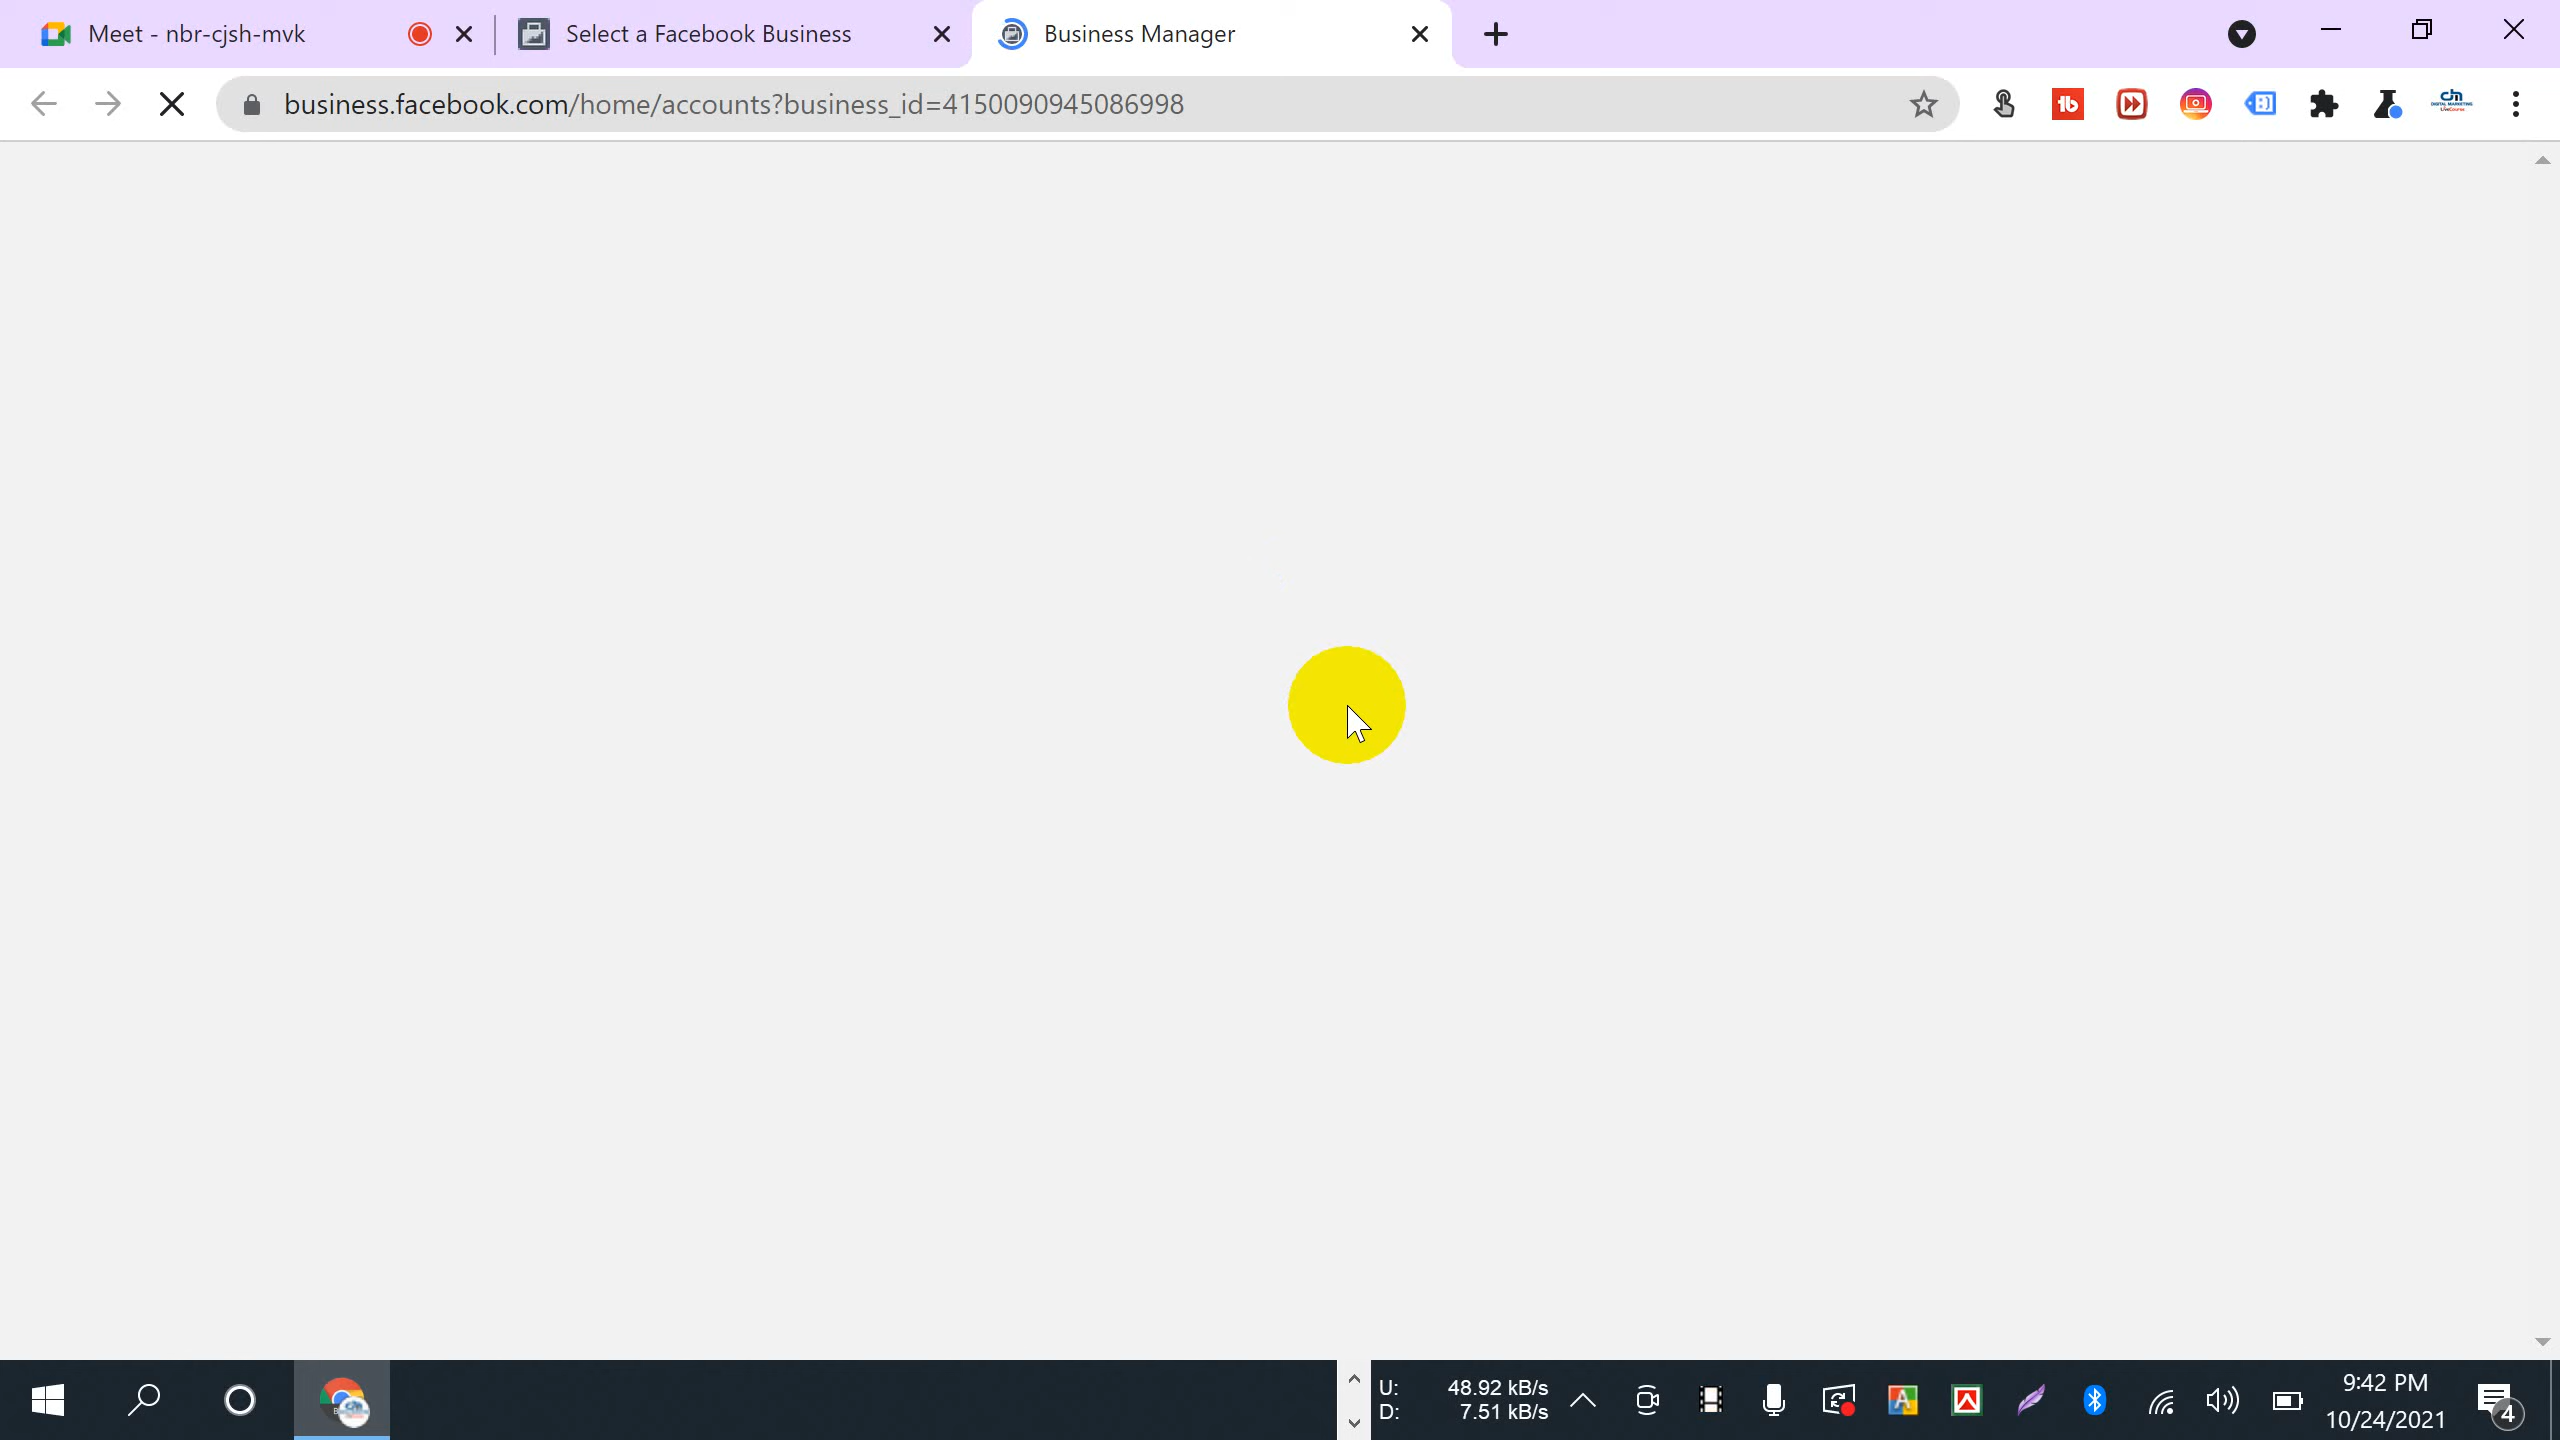 Meet - nbr-cjsh-mvk
Select a Facebook Business
Business Manager
business.facebook.com/home/accounts?business_id=4150090945086998
U: 48.92 kB/s
D: 7.51 kB/s
9:42 PM
10/24/2021
4